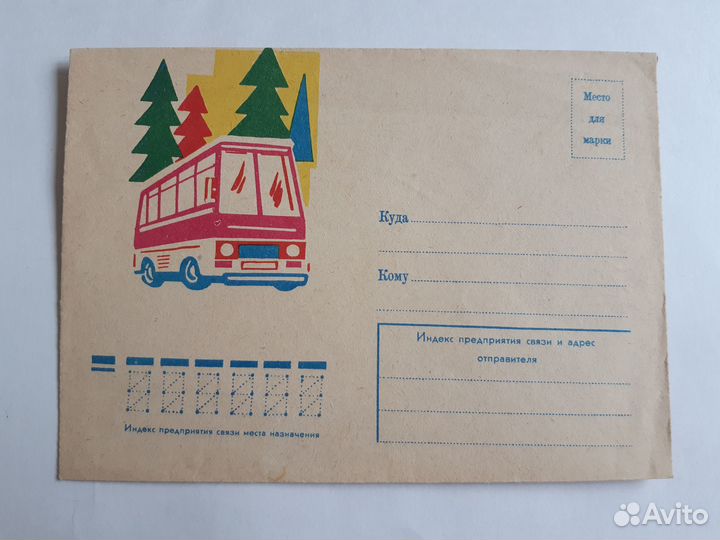 Место
для
марки
Куда
Кому
Индекс предприятия связи и адрес
отправителя
Индекс предприятия связи места назначения
Avito